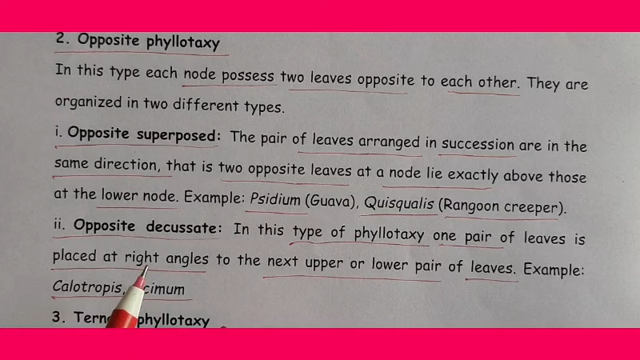 2. Opposite phyllotaxy
In this type each node possess two leaves opposite to each other. They are
organized in two different types.
i. Opposite superposed: The pair of leaves arranged in succession are in the
same direction, that is two opposite leaves at a node lie exactly above those
at the lower node. Example: Psidium (Guava), Quisqualis (Rangoon creeper).
ii. Opposite decussate: In this type of phyllotaxy one pair of leaves is
placed at right angles to the next upper or lower pair of leaves. Example:
Calotropis,
3. phyllotaxy